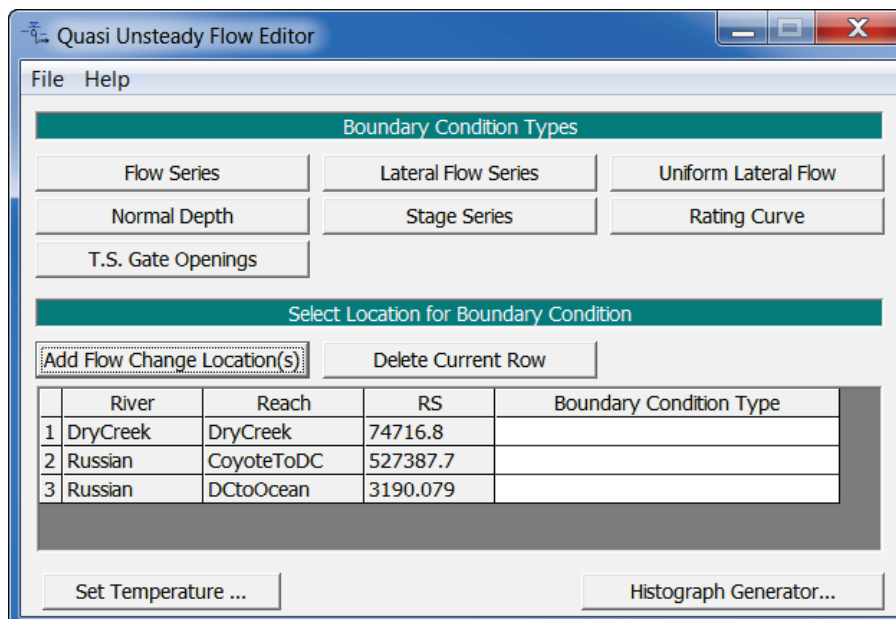 Quasi Unsteady Flow Editor
X
File Help
Boundary Condition Types
Flow Series Lateral Flow Series Uniform Lateral Flow
Normal Depth Stage Series Rating Curve
T.S. Gate Openings
Select Location for Boundary Condition
Add Flow Change Location(s) Delete Current Row
River Reach RS Boundary Condition Type
1 DryCreek DryCreek 74716.8
2 Russian CoyoteToDC 527387.7
3 Russian DCtoOcean 3190.079
Set Temperature ... Histograph Generator...